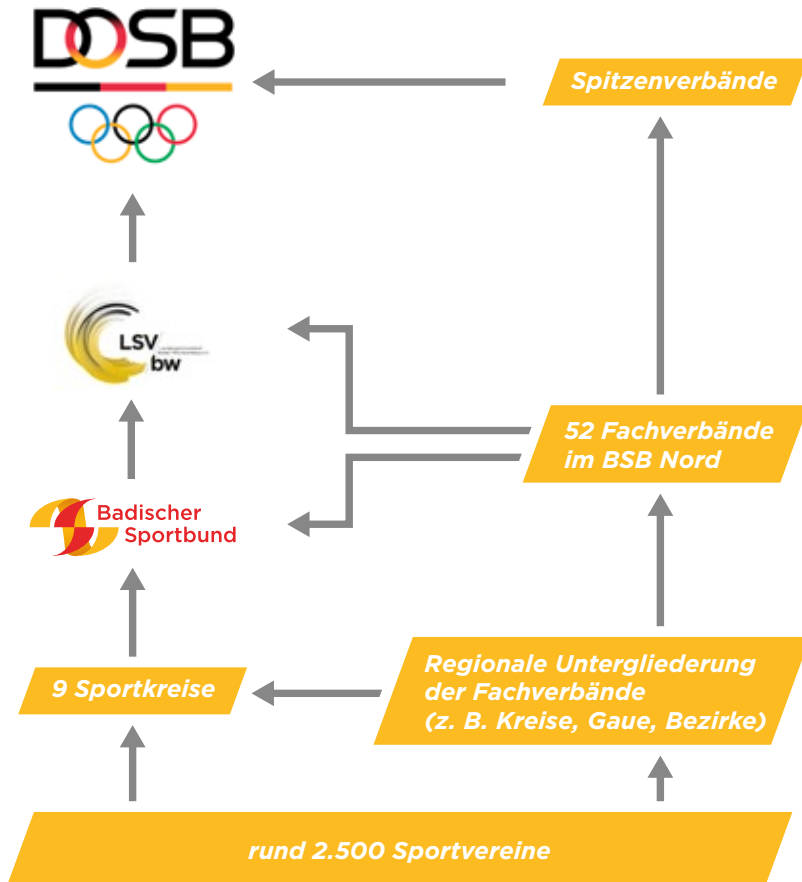 DOSB
Spitzenverbände
LSV
bw
52 Fachverbände
im BSB Nord
Badischer
Sportbund
9 Sportkreise
Regionale Untergliederung
der Fachverbände
(z. B. Kreise, Gaue, Bezirke)
rund 2.500 Sportvereine